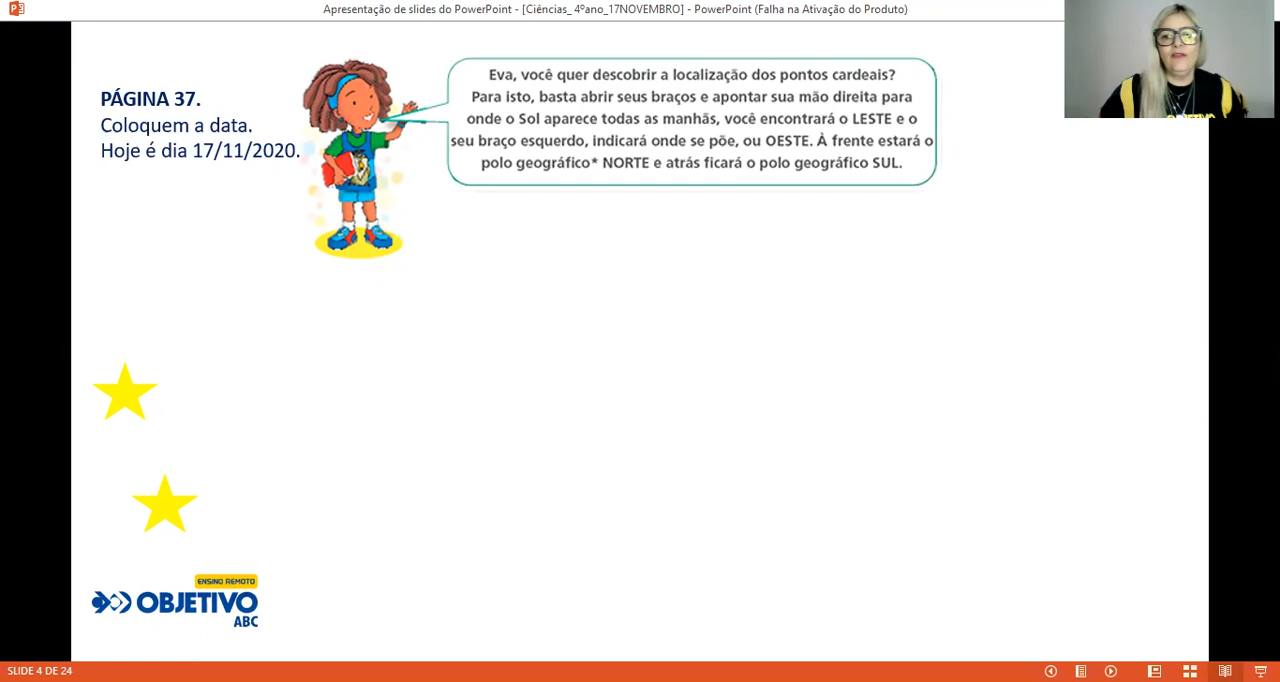 Apresentação de slides do PowerPoint - [Ciências_ 4ºano_17NOVEMBRO] - PowerPoint (Falha na Ativação do Produto)
PÁGINA 37.
Coloquem a data.
Hoje é dia 17/11/2020.
Eva, você quer descobrir a localização dos pontos cardeais?
Para isto, basta abrir seus braços e apontar sua mão direita para
onde o Sol aparece todas as manhãs, você encontrará o LESTE e o
seu braço esquerdo, indicará onde se põe, ou OESTE. À frente estará o
polo geográfico* NORTE e atrás ficará o polo geográfico SUL.
ENSINO REMOTO
OBJETIVO
ABC
SLIDE 4 DE 24